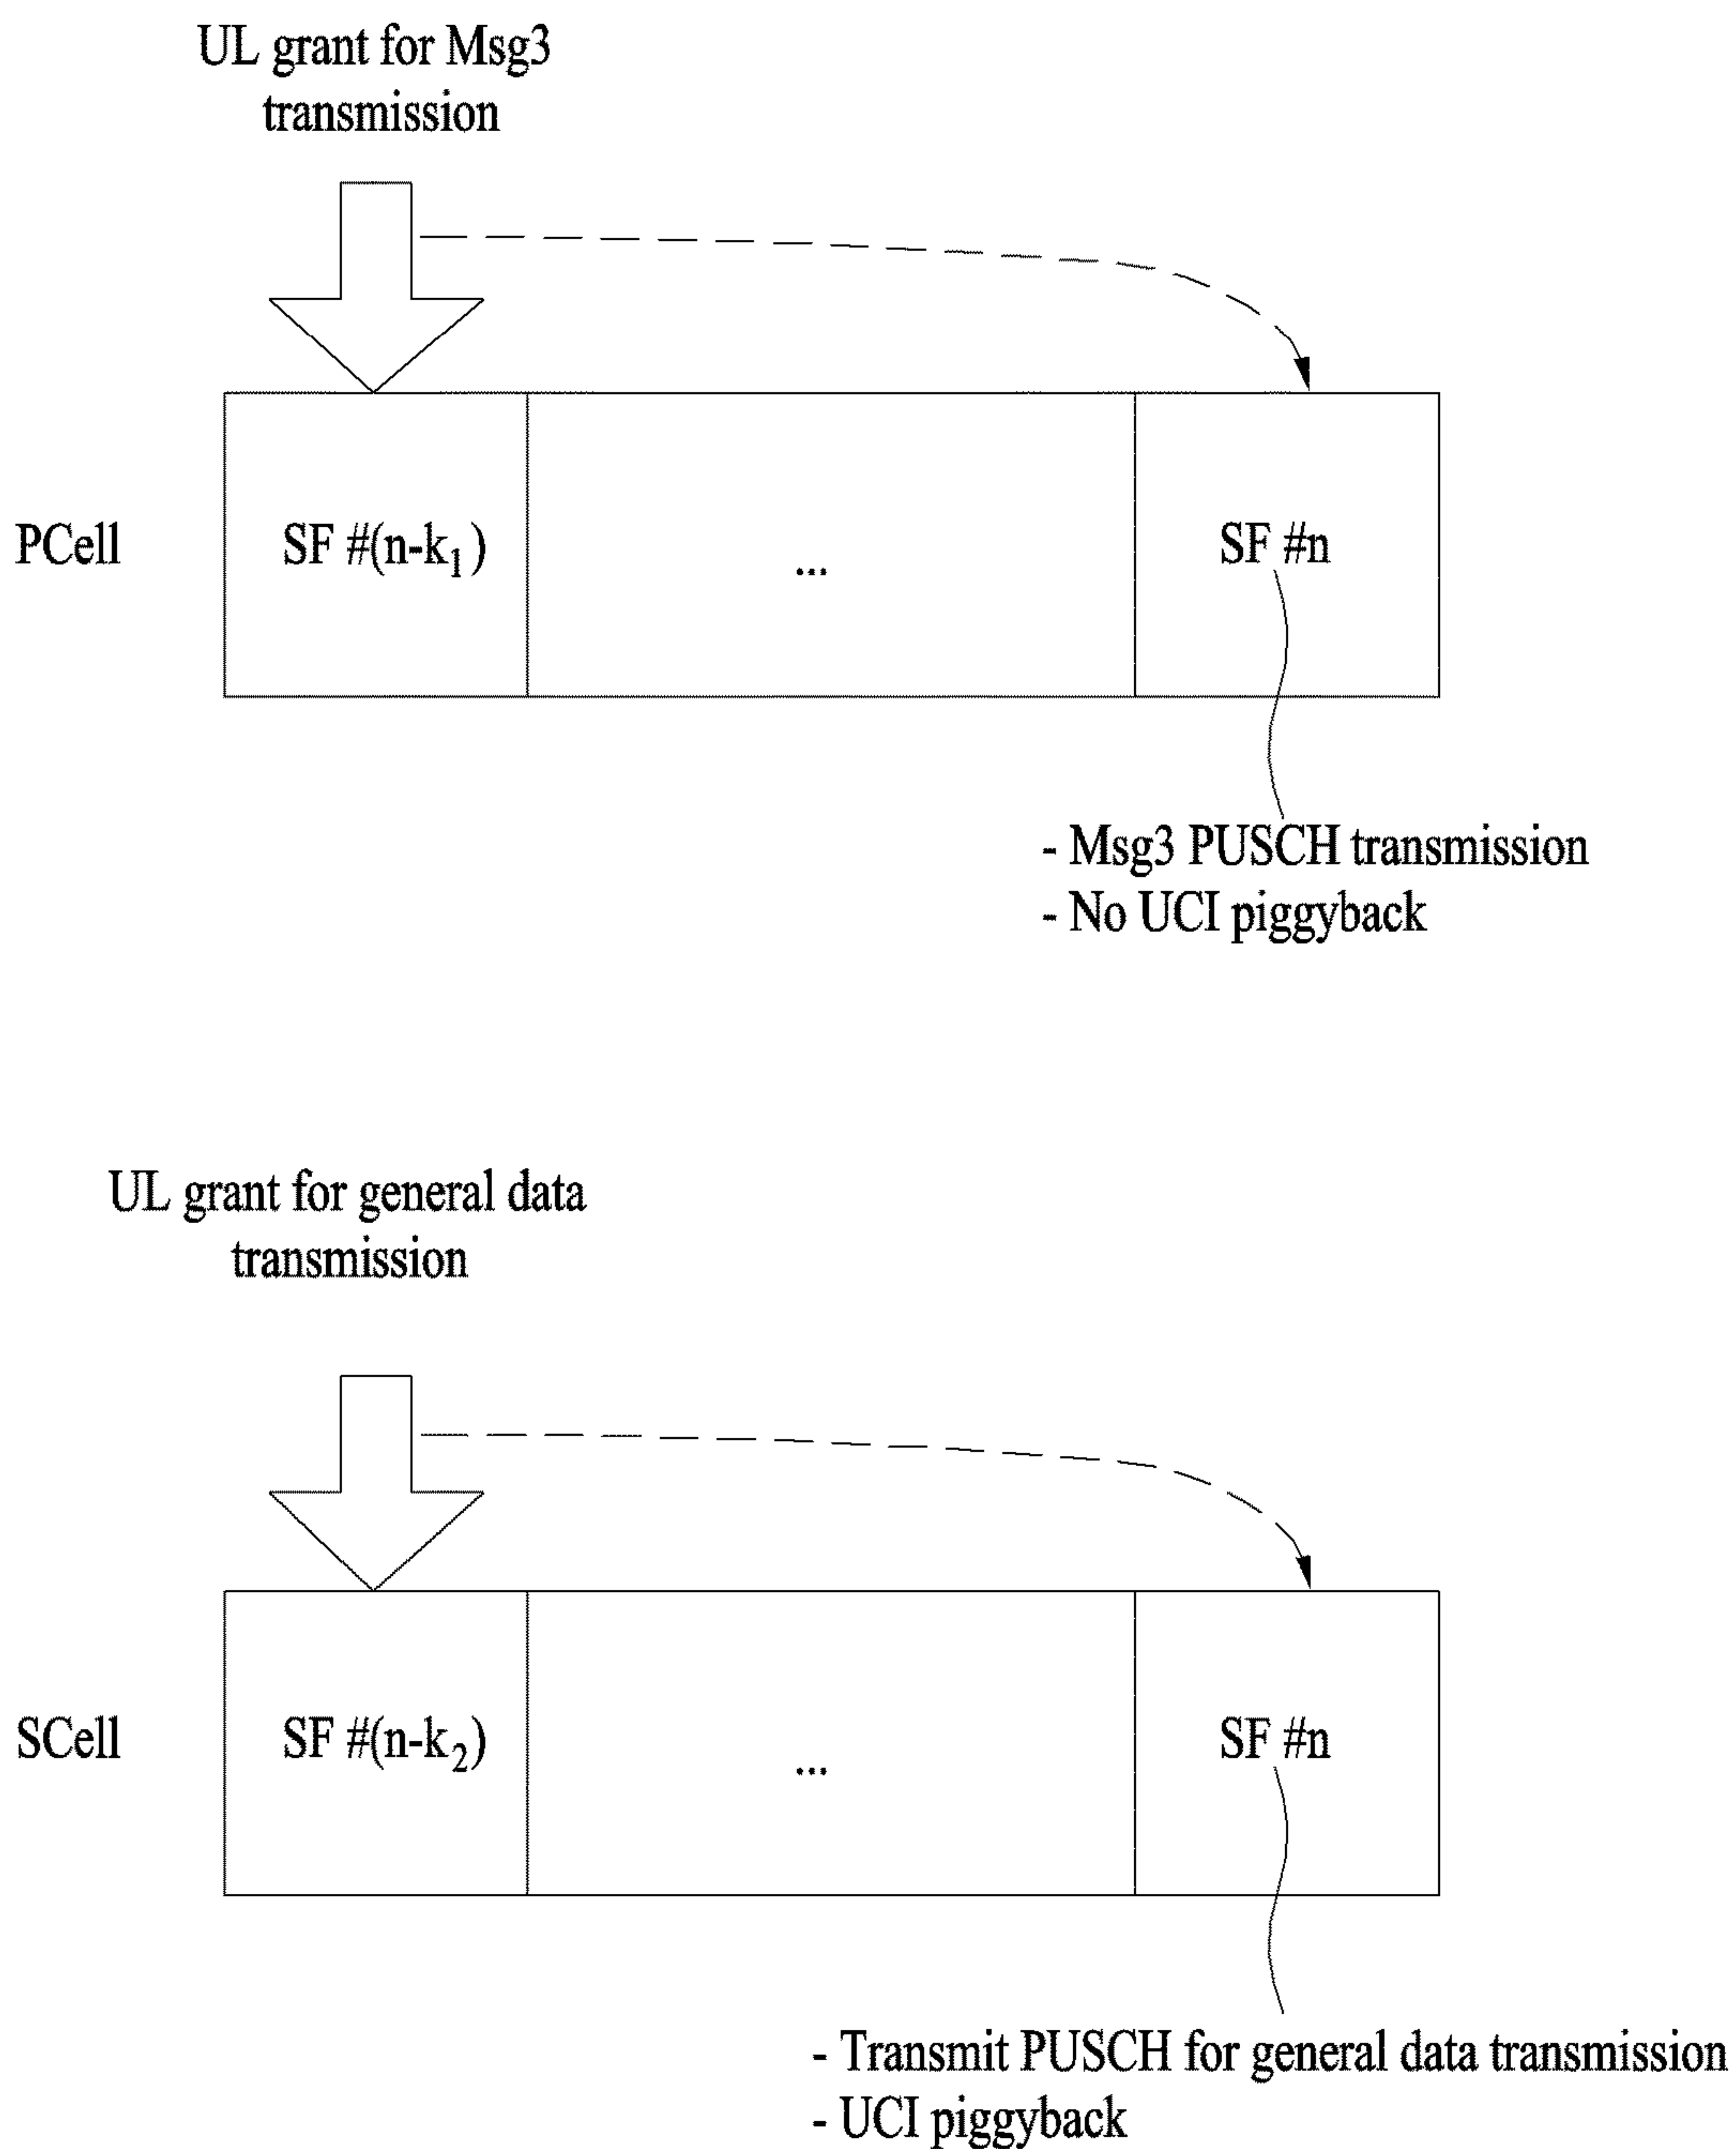 UL grant for Msg3
transmission
PCell
SF #(n-k₁)
...
SF #n
- Msg3 PUSCH transmission
- No UCI piggyback
UL grant for general data
transmission
SCell
SF #(n-k₂)
...
SF #n
- Transmit PUSCH for general data transmission
- UCI piggyback